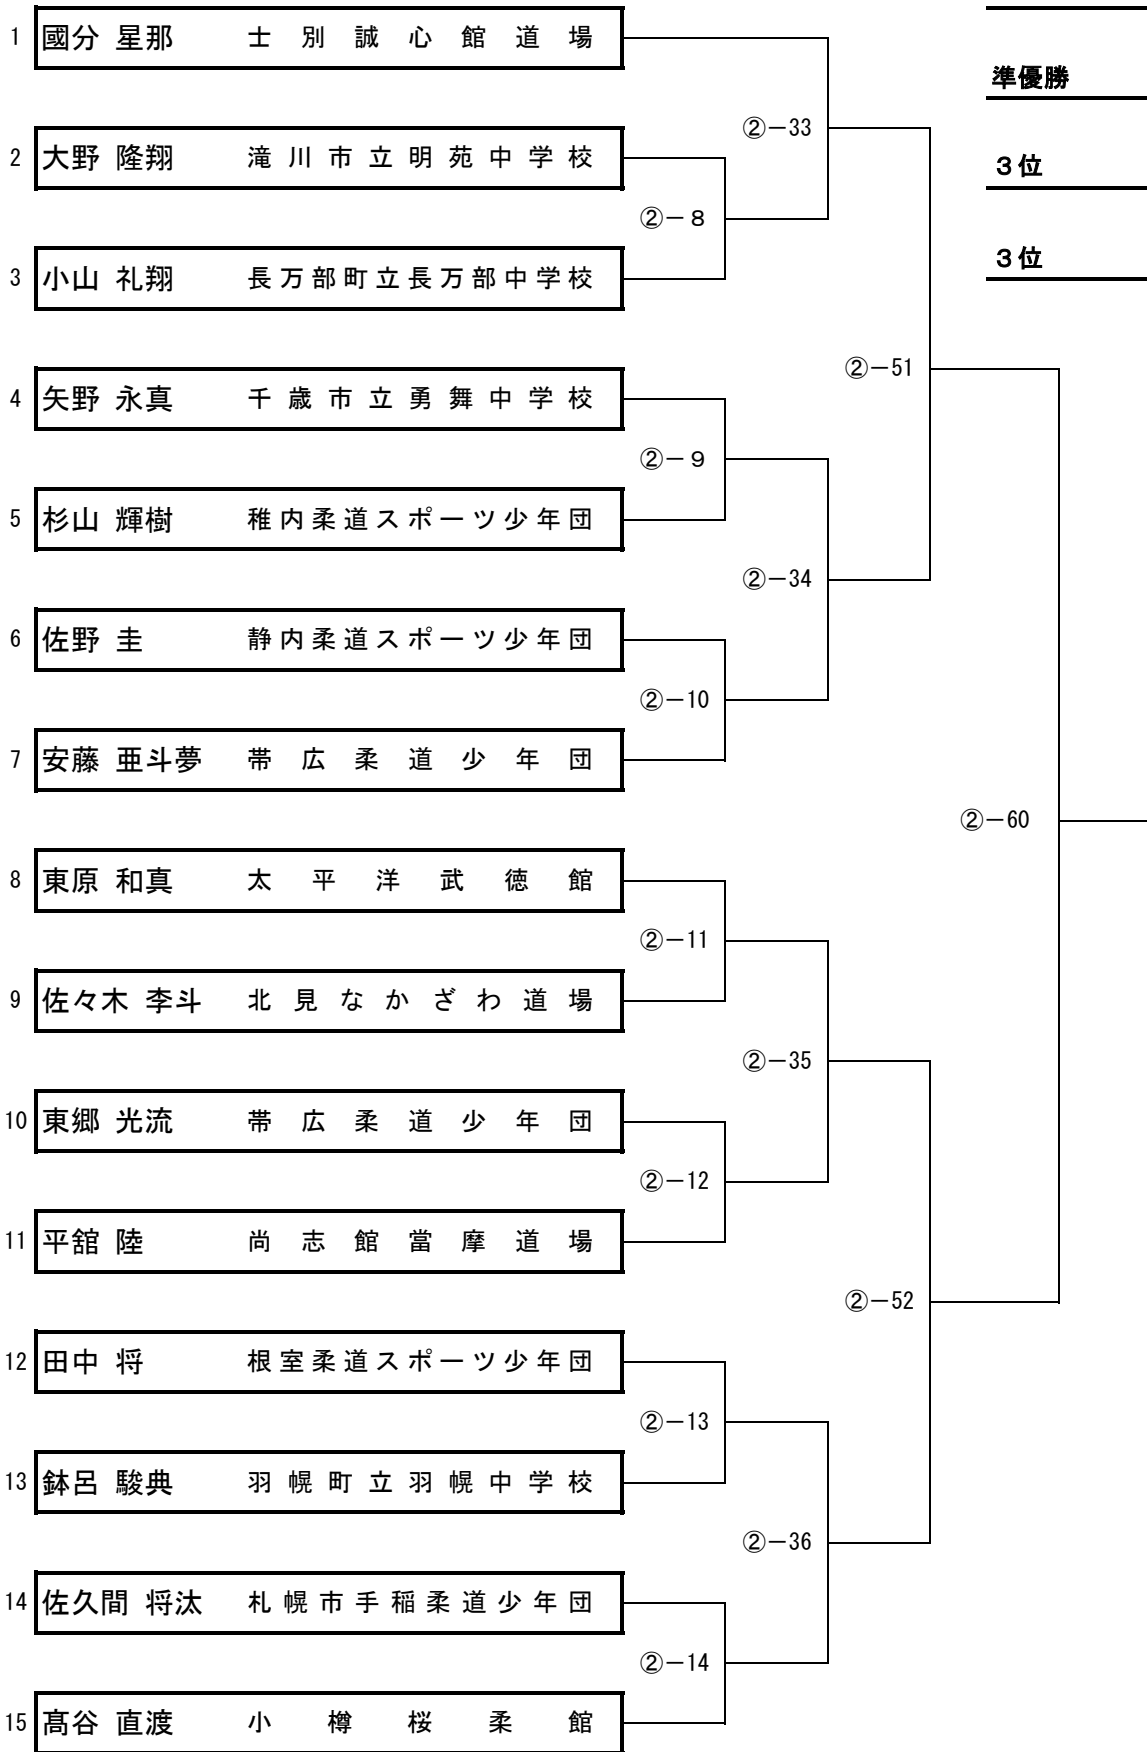 1 國分 星那 士別誠心館道場
準優勝
②－33
2 大野 隆翔 滝川市立明苑中学校
３位
②－８
3 小山 礼翔 長万部町立長万部中学校
３位
②－51
4 矢野 永真 千歳市立勇舞中学校
②－９
5 杉山 輝樹 稚内柔道スポーツ少年団
②－34
6 佐野 圭 静内柔道スポーツ少年団
②－10
7 安藤 亜斗夢 帯広柔道少年団
②－60
8 東原 和真 太平洋武徳館
②－11
9 佐々木 李斗 北見なかざわ道場
②－35
10 東郷 光流 帯広柔道少年団
②－12
11 平舘 陸 尚志館當摩道場
②－52
12 田中 将 根室柔道スポーツ少年団
②－13
13 鉢呂 駿典 羽幌町立羽幌中学校
②－36
14 佐久間 将汰 札幌市手稲柔道少年団
②－14
15 髙谷 直渡 小樽桜柔館